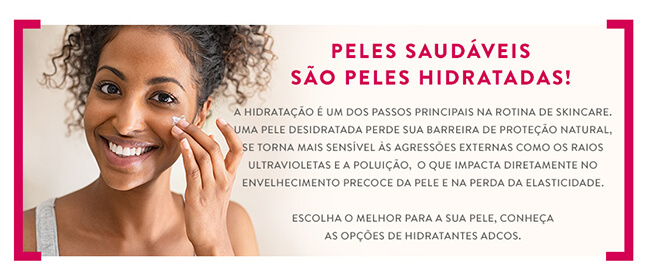 PELES SAUDÁVEIS
SÃO PELES HIDRATADAS!
A HIDRATAÇÃO É UM DOS PASSOS PRINCIPAIS NA ROTINA DE SKINCARE.
UMA PELE DESIDRATADA PERDE SUA BARREIRA DE PROTEÇÃO NATURAL,
SE TORNA MAIS SENSÍVEL ÀS AGRESSÕES EXTERNAS COMO OS RAIOS
ULTRAVIOLETAS E A POLUIÇÃO, O QUE IMPACTA DIRETAMENTE NO
ENVELHECIMENTO PRECOCE DA PELE E NA PERDA DA ELASTICIDADE.
ESCOLHA O MELHOR PARA A SUA PELE, CONHEÇA
AS OPÇÕES DE HIDRATANTES ADCOS.